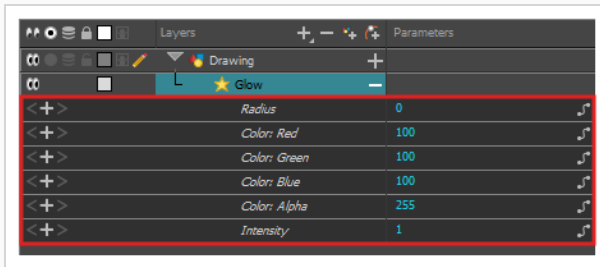 Layers Parameters
Drawing
Glow
Radius 0
Color: Red 100
Color: Green 100
Color: Blue 100
Color: Alpha 255
Intensity 1